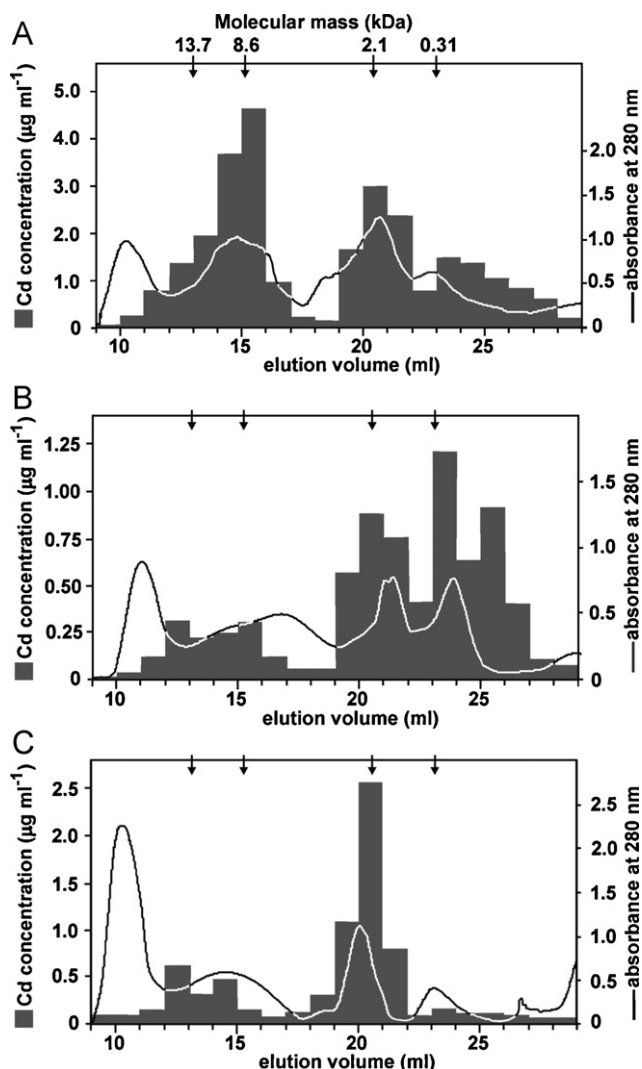 A
Molecular mass (kDa)
13.7 8.6 2.1 0.31
Cd concentration (µg ml⁻¹)
5.0
4.0
3.0
2.0
1.0
0
2.0
1.5
1.0
0.5
0
absorbance at 280 nm
10 15 20 25
elution volume (ml)
B
Cd concentration (µg ml⁻¹)
1.25
1.00
0.75
0.50
0.25
0
1.5
1.0
0.5
0
absorbance at 280 nm
10 15 20 25
elution volume (ml)
C
Cd concentration (µg ml⁻¹)
2.5
2.0
1.5
1.0
0.5
0
2.5
2.0
1.5
1.0
0.5
0
absorbance at 280 nm
10 15 20 25
elution volume (ml)